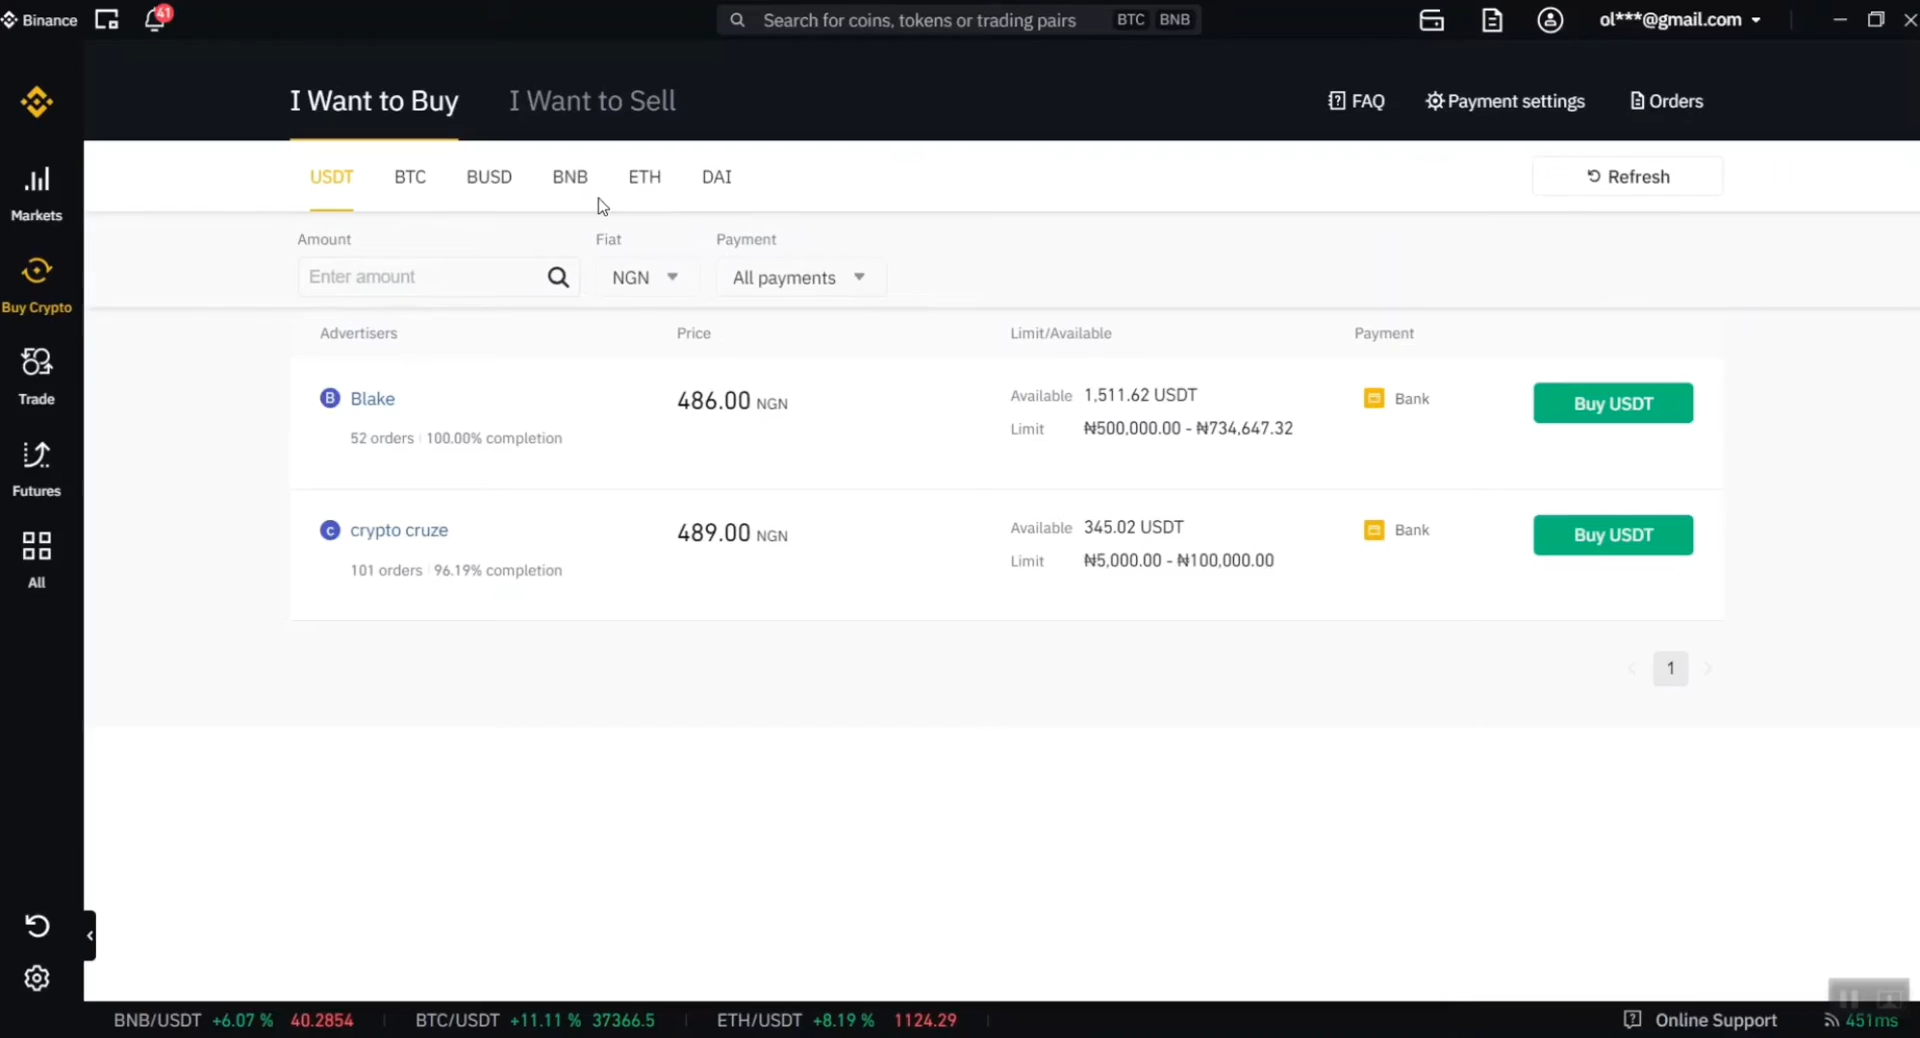 Binance
41
Search for coins, tokens or trading pairs BTC BNB
ol***@gmail.com
I Want to Buy I Want to Sell
FAQ Payment settings Orders
Markets
Buy Crypto
Trade
Futures
All
USDT BTC BUSD BNB ETH DAI
Refresh
Amount Fiat Payment
Enter amount NGN All payments
Advertisers Price Limit/Available Payment
B Blake 486.00 NGN Available 1,511.62 USDT Bank Buy USDT
52 orders | 100.00% completion Limit ₦500,000.00 - ₦734,647.32
c crypto cruze 489.00 NGN Available 345.02 USDT Bank Buy USDT
101 orders | 96.19% completion Limit ₦5,000.00 - ₦100,000.00
< 1 >
BNB/USDT +6.07 % 40.2854 | BTC/USDT +11.11 % 37366.5 | ETH/USDT +8.19 % 1124.29 |
Online Support 451ms